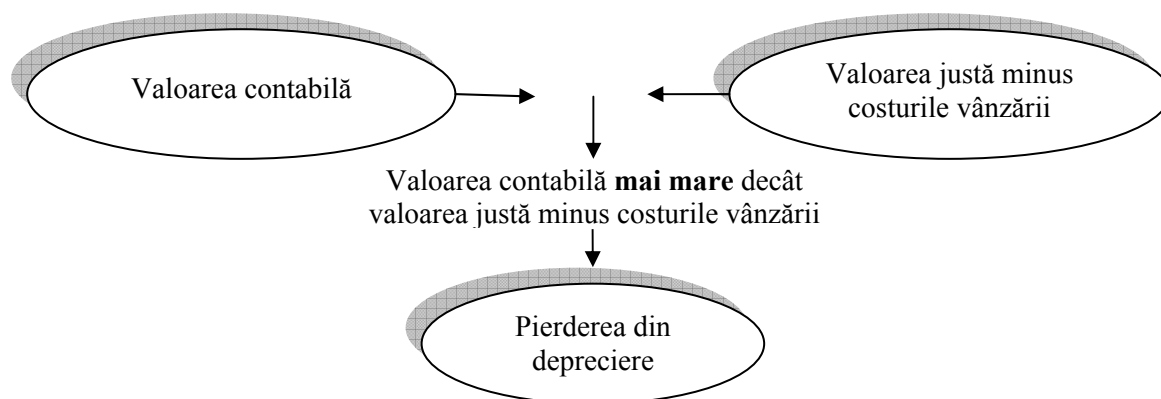 Valoarea contabilă
Valoarea justă minus
costurile vânzării
Valoarea contabilă mai mare decât
valoarea justă minus costurile vânzării
Pierderea din
depreciere